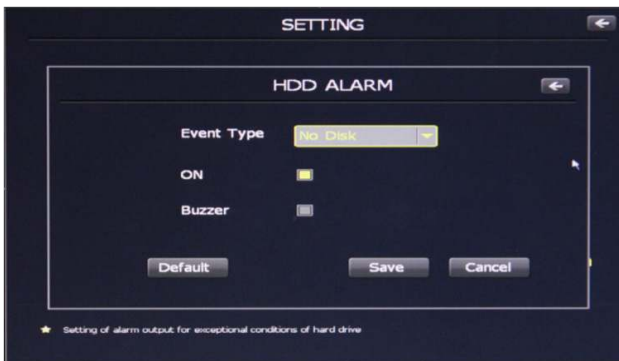 SETTING
HDD ALARM
Event Type No Disk
ON
Buzzer
Default Save Cancel
Setting of alarm output for exceptional conditions of hard drive